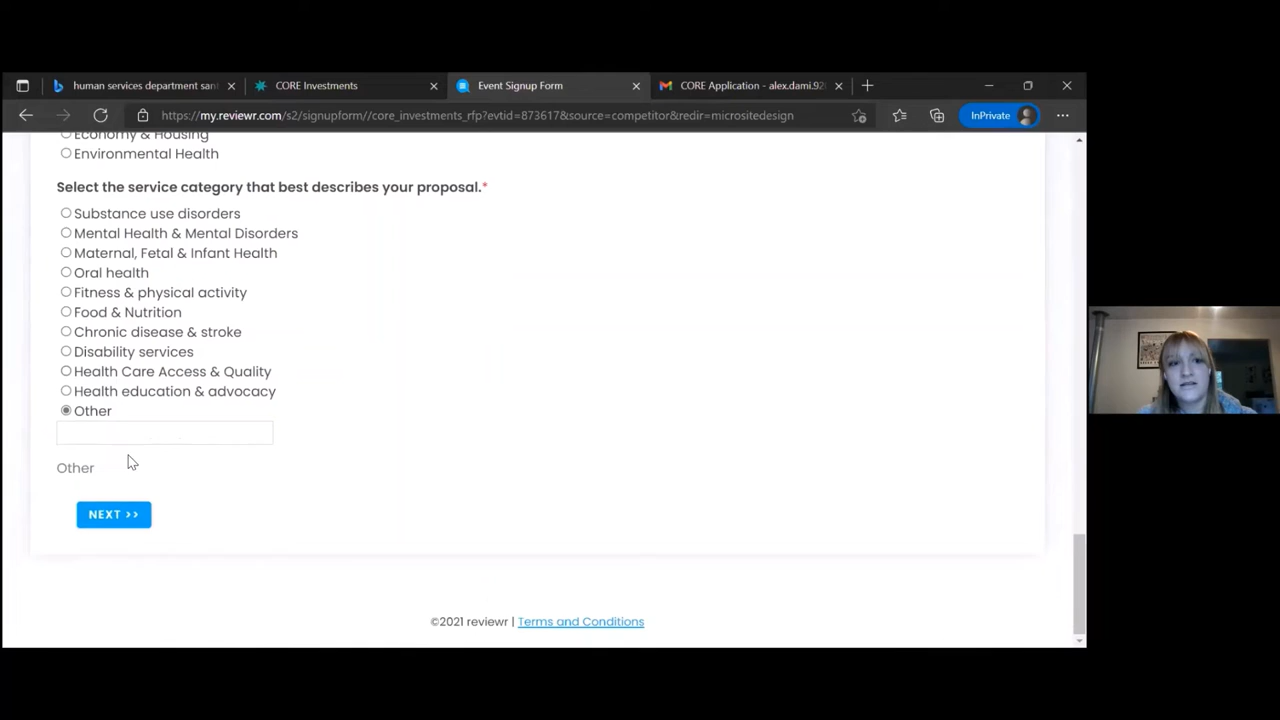 human services department sant
CORE Investments
Event Signup Form
CORE Application - alex.dami.92
https://my.reviewr.com/s2/signupform//core_investments_rfp?evtid=873617&source=competitor&redir=micrositedesign
InPrivate
Economy & Housing
Environmental Health
Select the service category that best describes your proposal.*
Substance use disorders
Mental Health & Mental Disorders
Maternal, Fetal & Infant Health
Oral health
Fitness & physical activity
Food & Nutrition
Chronic disease & stroke
Disability services
Health Care Access & Quality
Health education & advocacy
Other
Other
NEXT >>
©2021 reviewr | Terms and Conditions